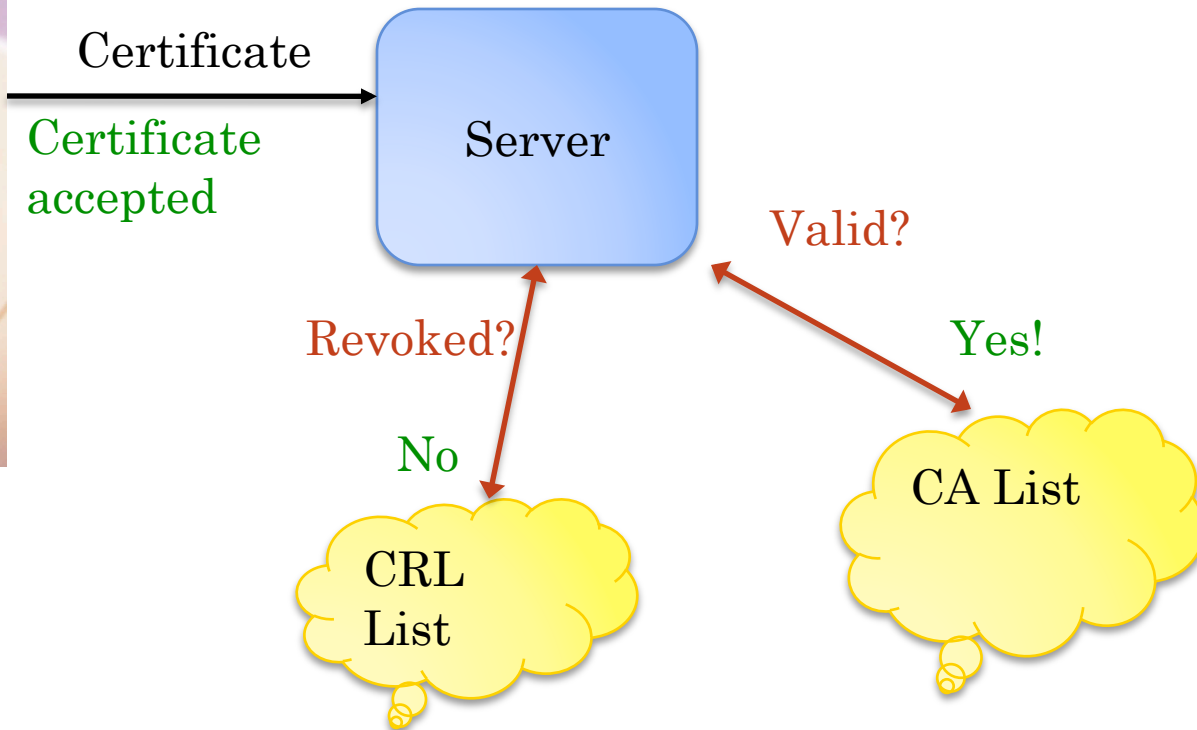 Certificate
Certificate
accepted
Server
Valid?
Revoked?
Yes!
No
CA List
CRL
List